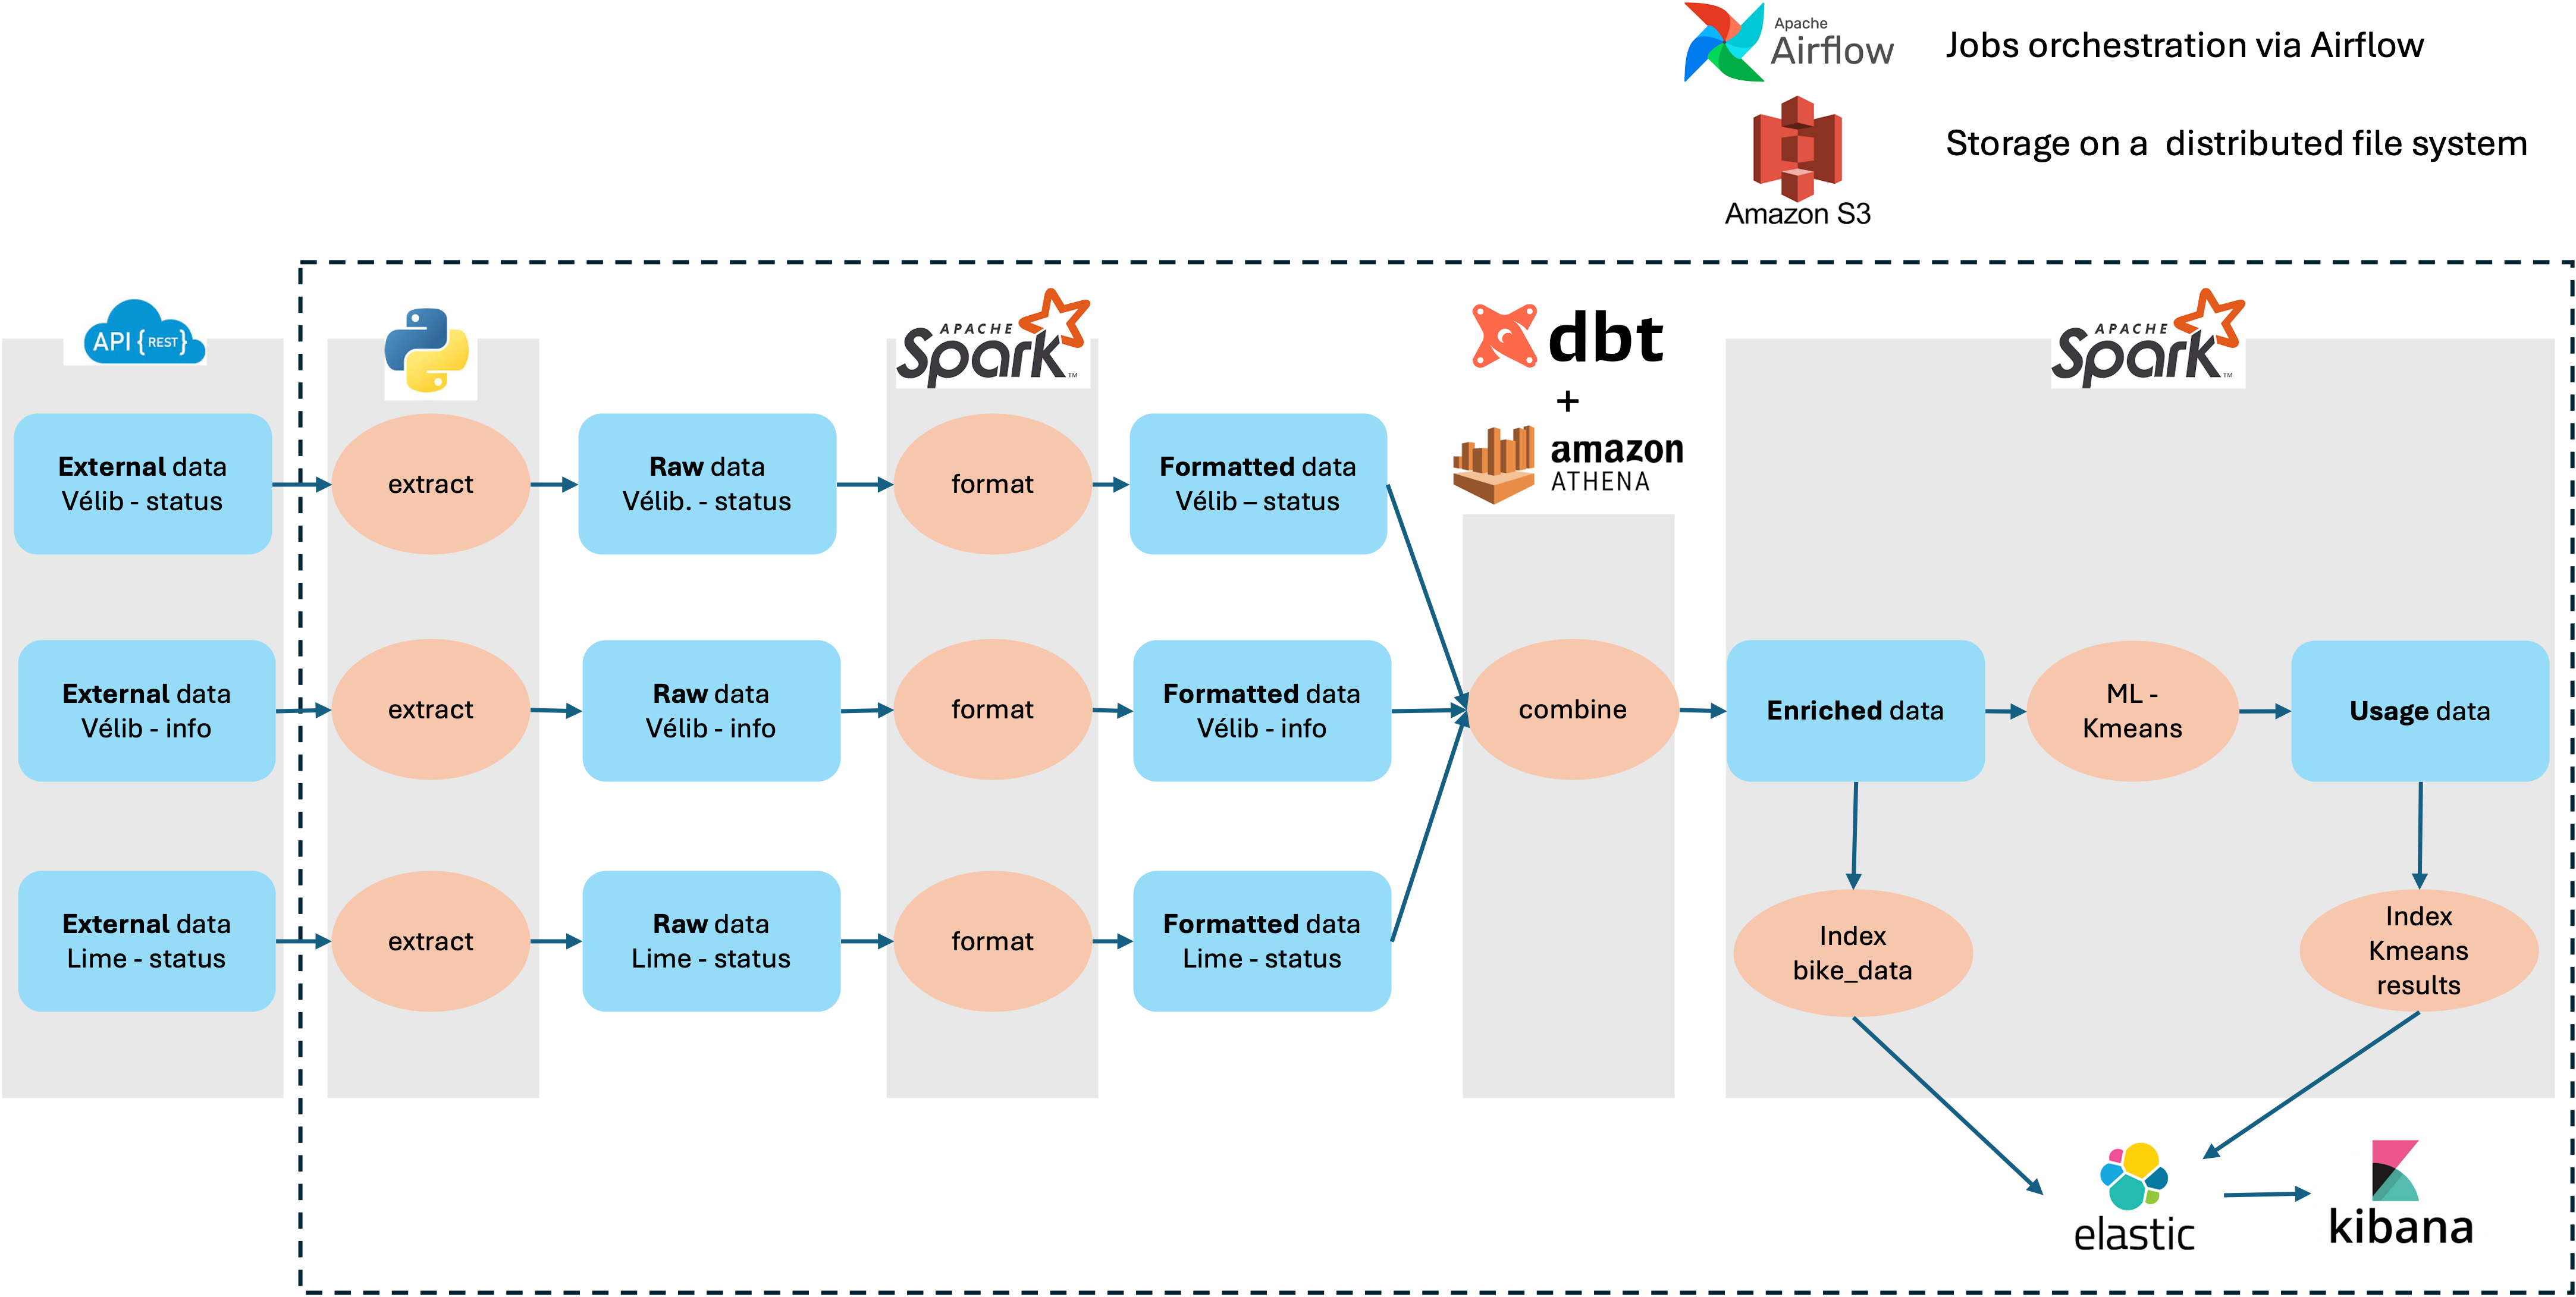 Apache
Airflow
Jobs orchestration via Airflow
Storage on a  distributed file system
Amazon S3
API {REST}
APACHE
Spark™
dbt
+
amazon
ATHENA
APACHE
Spark™
External data
Vélib - status
extract
Raw data
Vélib. - status
format
Formatted data
Vélib – status
External data
Vélib - info
extract
Raw data
Vélib - info
format
Formatted data
Vélib - info
combine
Enriched data
ML -
Kmeans
Usage data
External data
Lime - status
extract
Raw data
Lime - status
format
Formatted data
Lime - status
Index
bike_data
Index
Kmeans
results
elastic
kibana